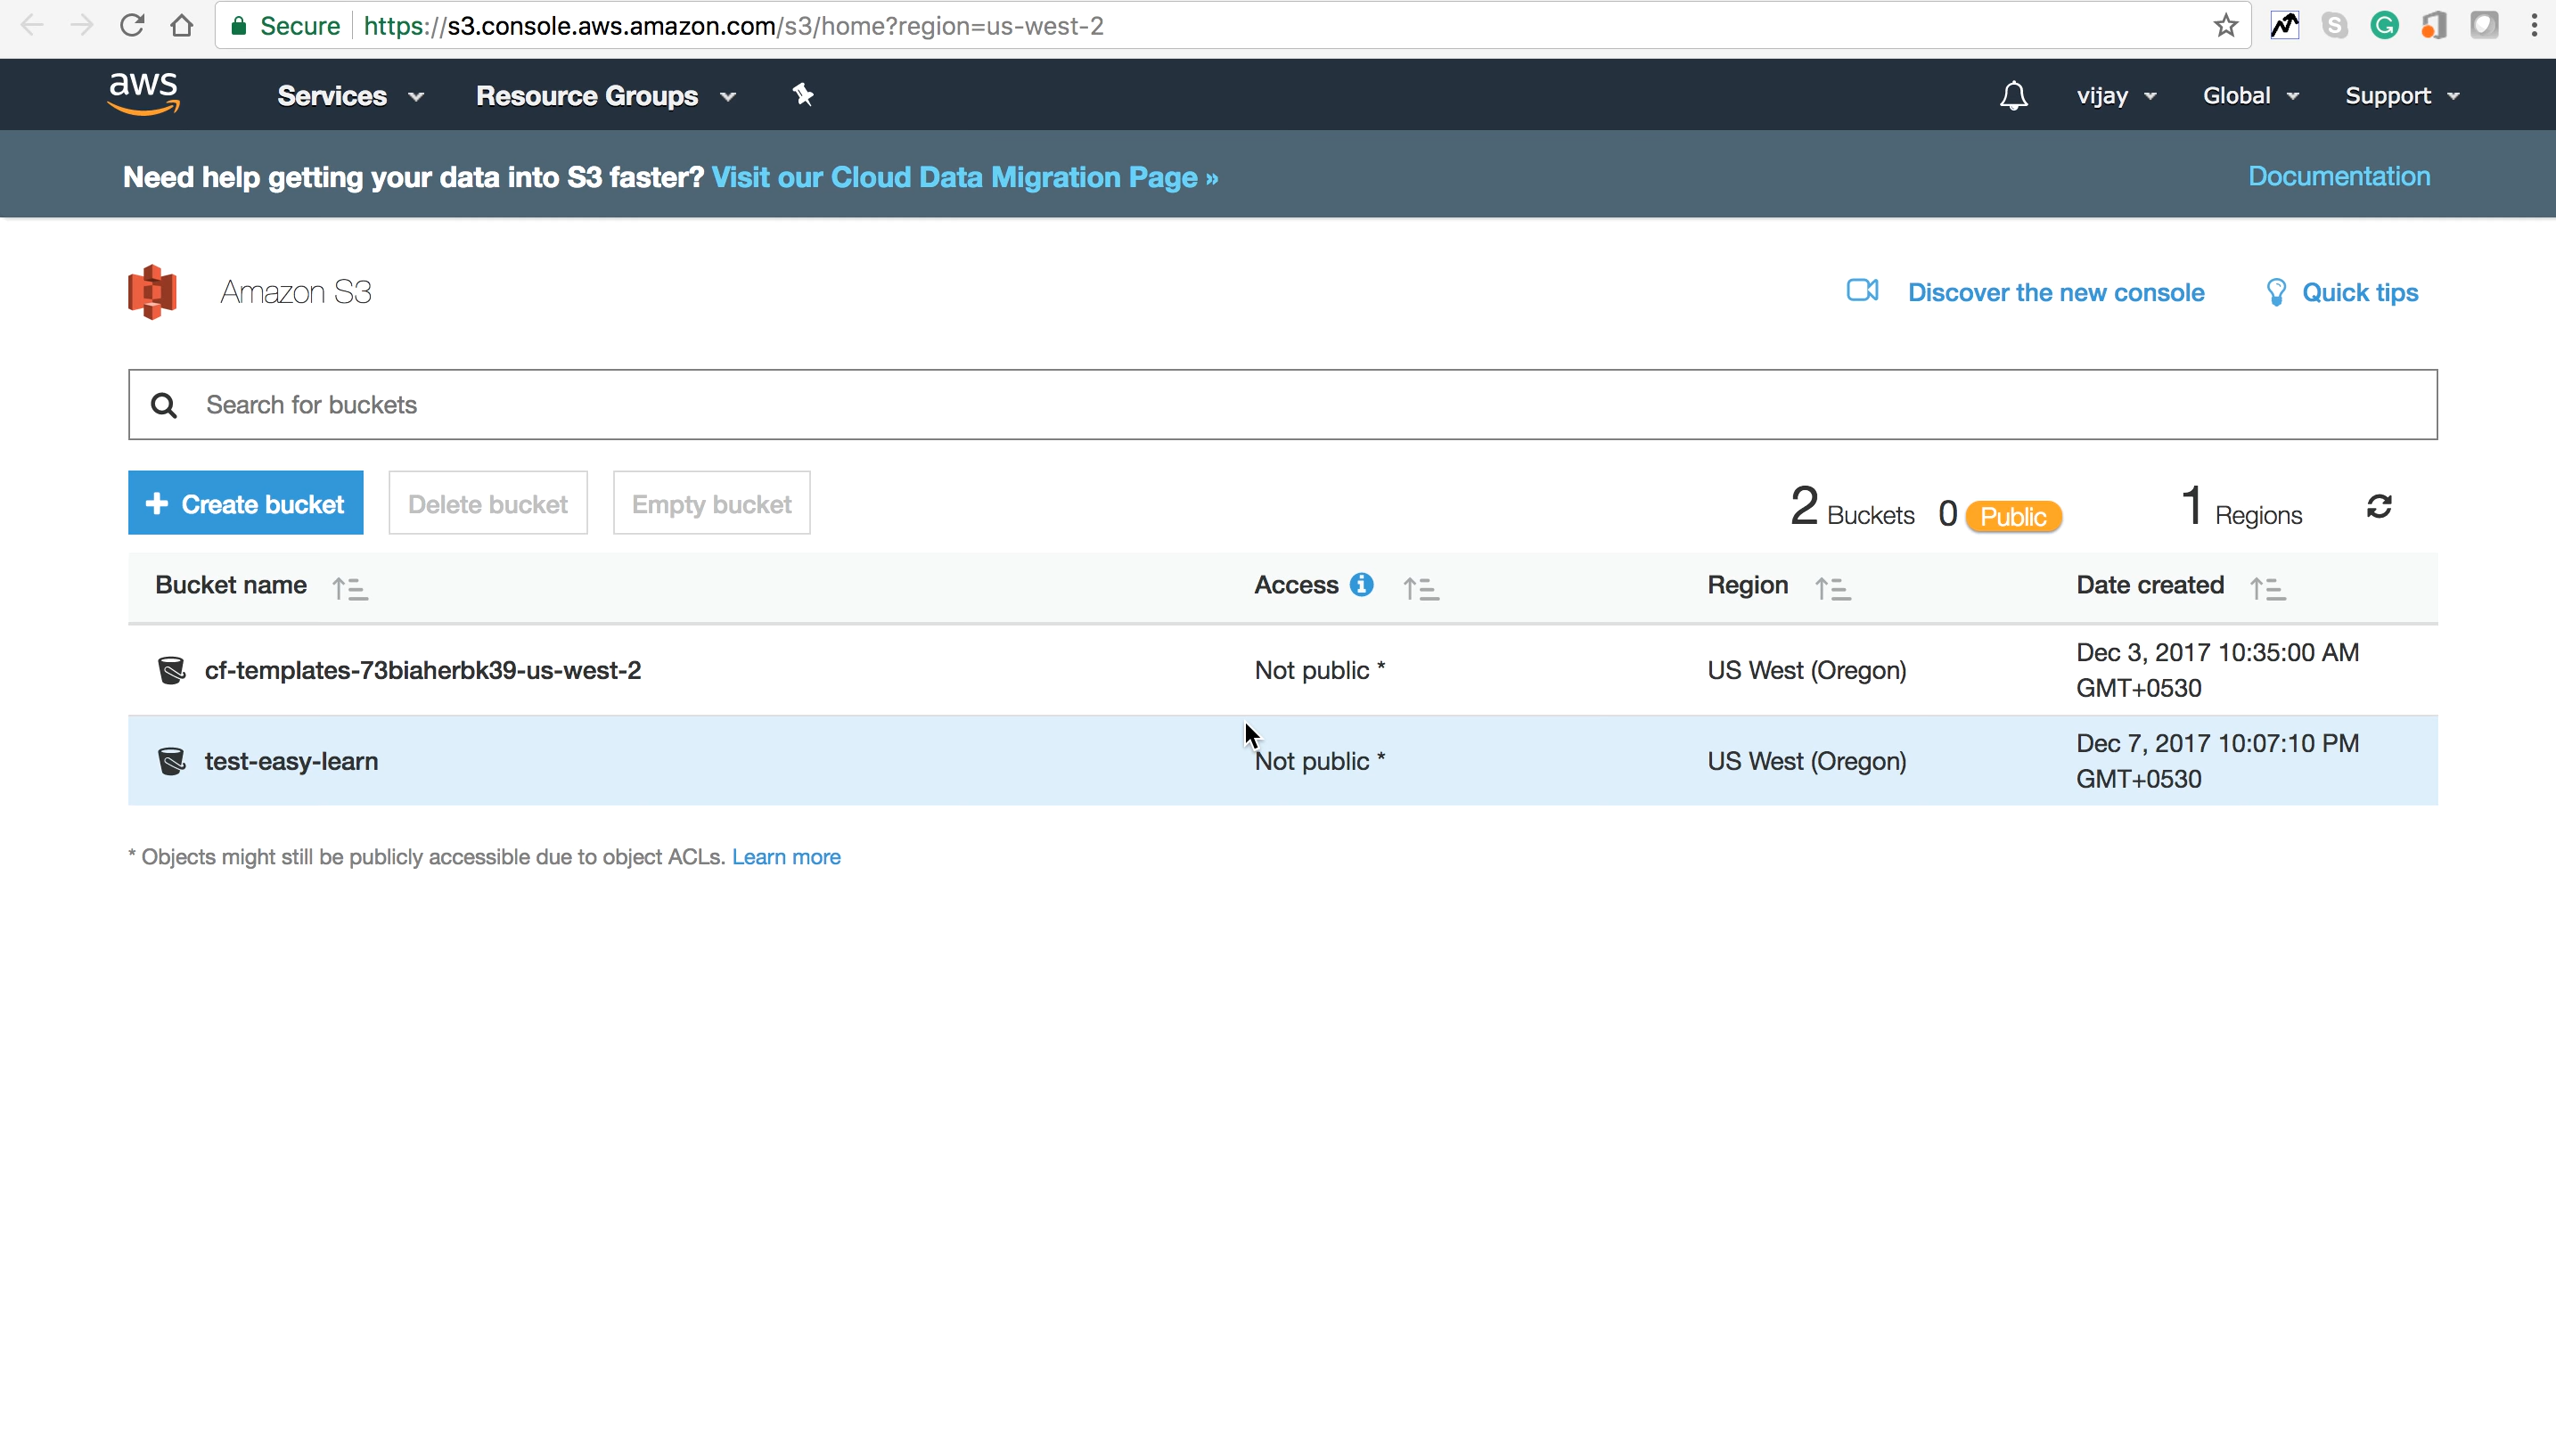 Secure https://s3.console.aws.amazon.com/s3/home?region=us-west-2
aws Services Resource Groups vijay Global Support
Need help getting your data into S3 faster? Visit our Cloud Data Migration Page » Documentation
Amazon S3 Discover the new console Quick tips
Search for buckets
Create bucket Delete bucket Empty bucket 2 Buckets 0 Public 1 Regions
Bucket name Access Region Date created
cf-templates-73biaherbk39-us-west-2 Not public * US West (Oregon) Dec 3, 2017 10:35:00 AM
GMT+0530
test-easy-learn Not public * US West (Oregon) Dec 7, 2017 10:07:10 PM
GMT+0530
* Objects might still be publicly accessible due to object ACLs. Learn more